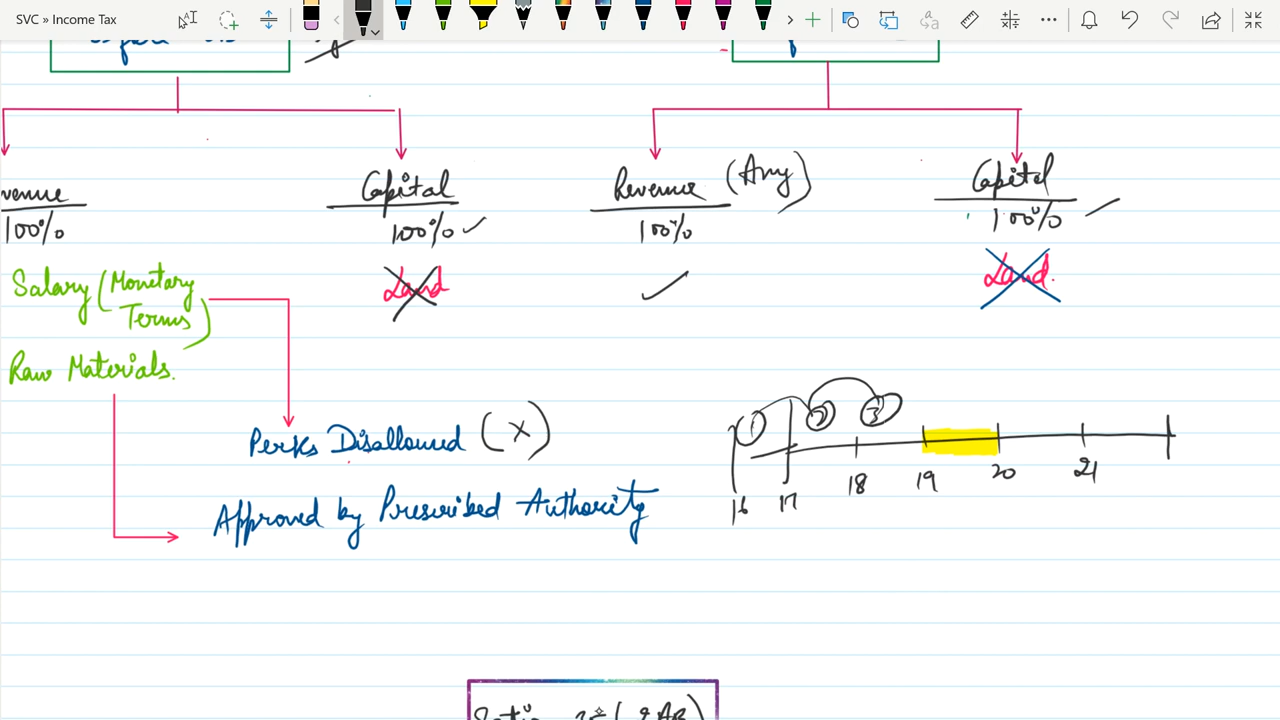 SVC » Income Tax
venue
100%
Capital
100%
Revenue (Any)
100%
Capital
100%
Salary (Monetary Terms)
Land
Land.
Raw Materials.
Perks Disallowed (X)
Approved by Prescribed Authority
1 2 3
16 17 18 19 20 21